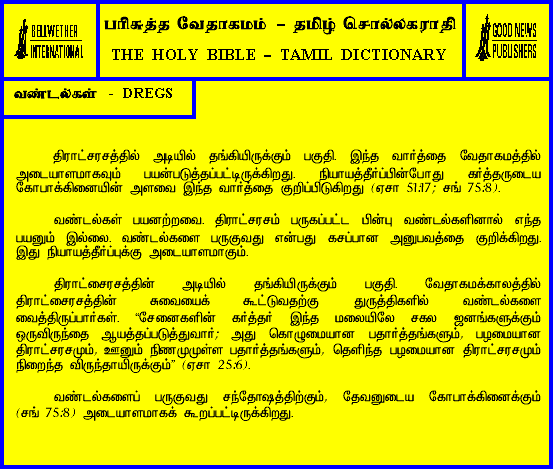 BELLWETHER
INTERNATIONAL
பரிசுத்த வேதாகமம் – தமிழ் சொல்லகராதி
THE HOLY BIBLE – TAMIL DICTIONARY
GOOD NEWS
PUBLISHERS
வண்டல்கள் - DREGS
திராட்சரசத்தில் அடியில் தங்கியிருக்கும் பகுதி. இந்த வார்த்தை வேதாகமத்தில்
அடையாளமாகவும் பயன்படுத்தப்பட்டிருக்கிறது. நியாயத்தீர்ப்பின்போது கர்த்தருடைய
கோபாக்கினையின் அளவை இந்த வார்த்தை குறிப்பிடுகிறது (ஏசா 51:17; சங் 75:8).
வண்டல்கள் பயனற்றவை. திராட்சரசம் பருகப்பட்ட பின்பு வண்டல்களினால் எந்த
பயனும் இல்லை. வண்டல்களை பருகுவது என்பது கசப்பான அனுபவத்தை குறிக்கிறது.
இது நியாயத்தீர்ப்புக்கு அடையாளமாகும்.
திராட்சைரசத்தின் அடியில் தங்கியிருக்கும் பகுதி. வேதாகமக்காலத்தில்
திராட்சைரசத்தின் சுவையைக் கூட்டுவதற்கு துருத்திகளில் வண்டல்களை
வைத்திருப்பார்கள். “சேனைகளின் கர்த்தர் இந்த மலையிலே சகல ஜனங்களுக்கும்
ஒருவிருந்தை ஆயத்தப்படுத்துவார்; அது கொழுமையான பதார்த்தங்களும், பழமையான
திராட்சரசமும், ஊனும் நிணமுமுள்ள பதார்த்தங்களும், தெளிந்த பழமையான திராட்சரசமும்
நிறைந்த விருந்தாயிருக்கும்” (ஏசா 25:6).
வண்டல்களைப் பருகுவது சந்தோஷத்திற்கும், தேவனுடைய கோபாக்கினைக்கும்
(சங் 75:8) அடையாளமாகக் கூறப்பட்டிருக்கிறது.